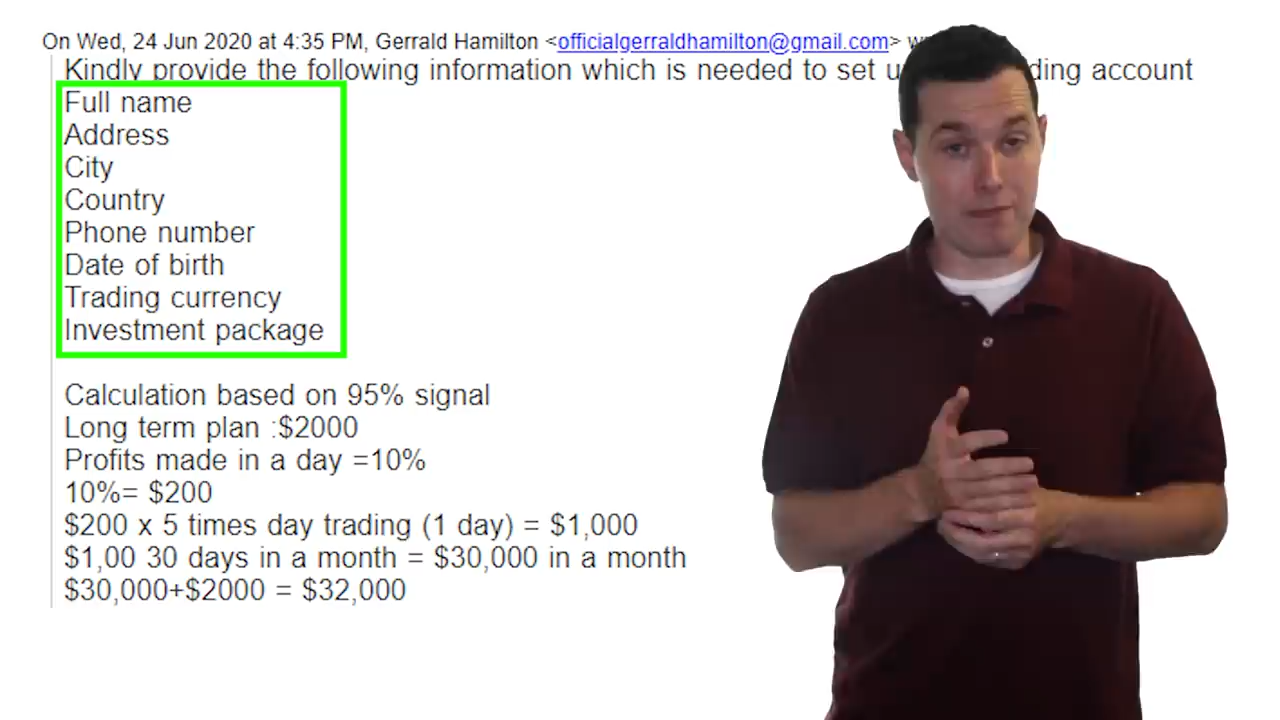 On Wed, 24 Jun 2020 at 4:35 PM, Gerrald Hamilton <officialgerraldhamilton@gmail.com>
Kindly provide the following information which is needed to set account
Full name
Address
City
Country
Phone number
Date of birth
Trading currency
Investment package
Calculation based on 95% signal
Long term plan :$2000
Profits made in a day =10%
10%= $200
$200 x 5 times day trading (1 day) = $1,000
$1,00 30 days in a month = $30,000 in a month
$30,000+$2000 = $32,000